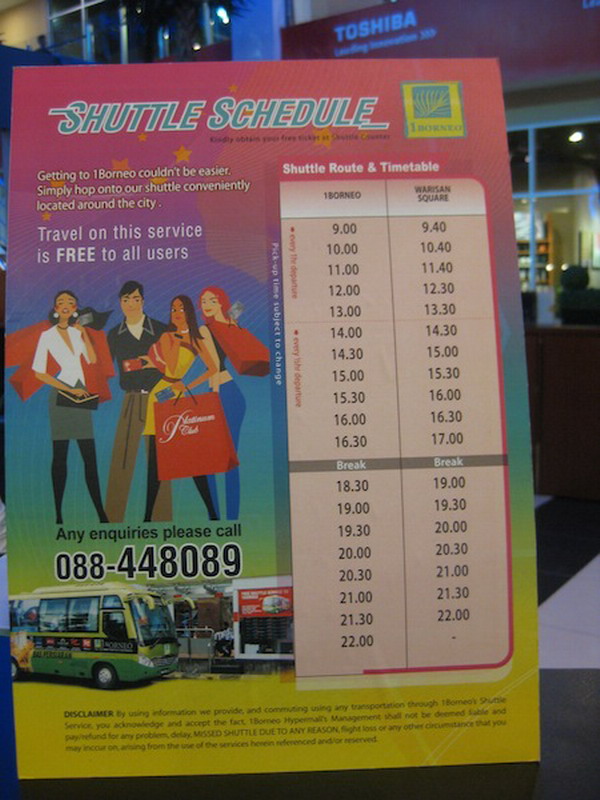 TOSHIBA
Leading Innovation >>>
SHUTTLE SCHEDULE
Kindly obtain your free ticket at Shuttle Counter
1BORNEO
Getting to 1Borneo couldn't be easier.
Simply hop onto our shuttle conveniently
located around the city .
Travel on this service
is FREE to all users
Shuttle Route & Timetable
1BORNEO WARISAN SQUARE
9.00 9.40
10.00 10.40
11.00 11.40
12.00 12.30
13.00 13.30
14.00 14.30
14.30 15.00
15.00 15.30
15.30 16.00
16.00 16.30
16.30 17.00
Break Break
18.30 19.00
19.00 19.30
19.30 20.00
20.00 20.30
20.30 21.00
21.00 21.30
21.30 22.00
22.00 -
every 1hr departure
every ½hr departure
Pick-up time subject to change
Platinum
Club
Any enquiries please call
088-448089
BORNEO
DISCLAIMER By using information we provide, and commuting using any transportation through 1Borneo's Shuttle
Service, you acknowledge and accept the fact, 1Borneo Hypermall's Management shall not be deemed liable and
pay/refund for any problem, delay, MISSED SHUTTLE DUE TO ANY REASON, flight loss or any other circumstance that you
may incur on, arising from the use of the services herein referenced and/or reserved.